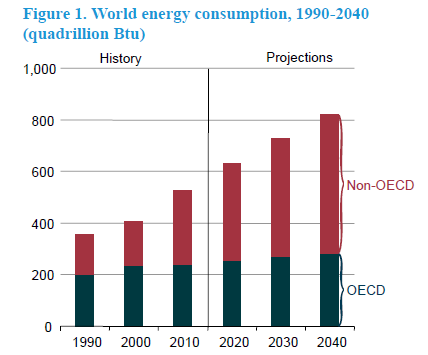 Figure 1. World energy consumption, 1990-2040
(quadrillion Btu)
History Projections
1,000
800
600
400
200
0
Non-OECD
OECD
1990 2000 2010 2020 2030 2040